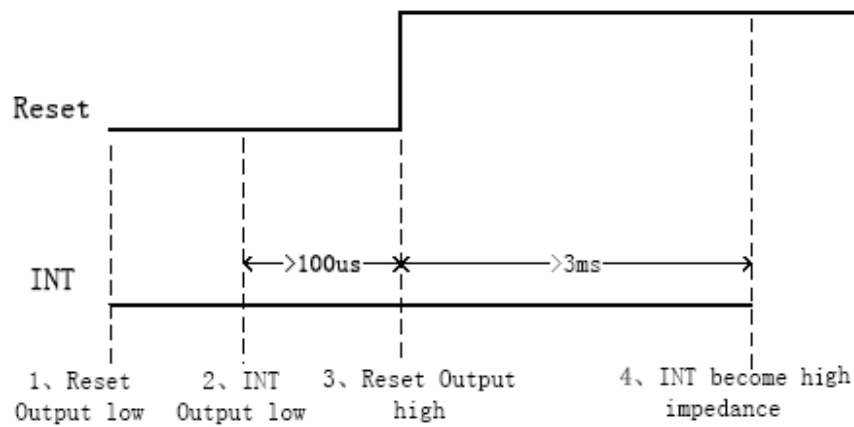 Reset
>100us
>3ms
INT
1、Reset
Output low
2、INT
Output low
3、Reset Output
high
4、INT become high
impedance